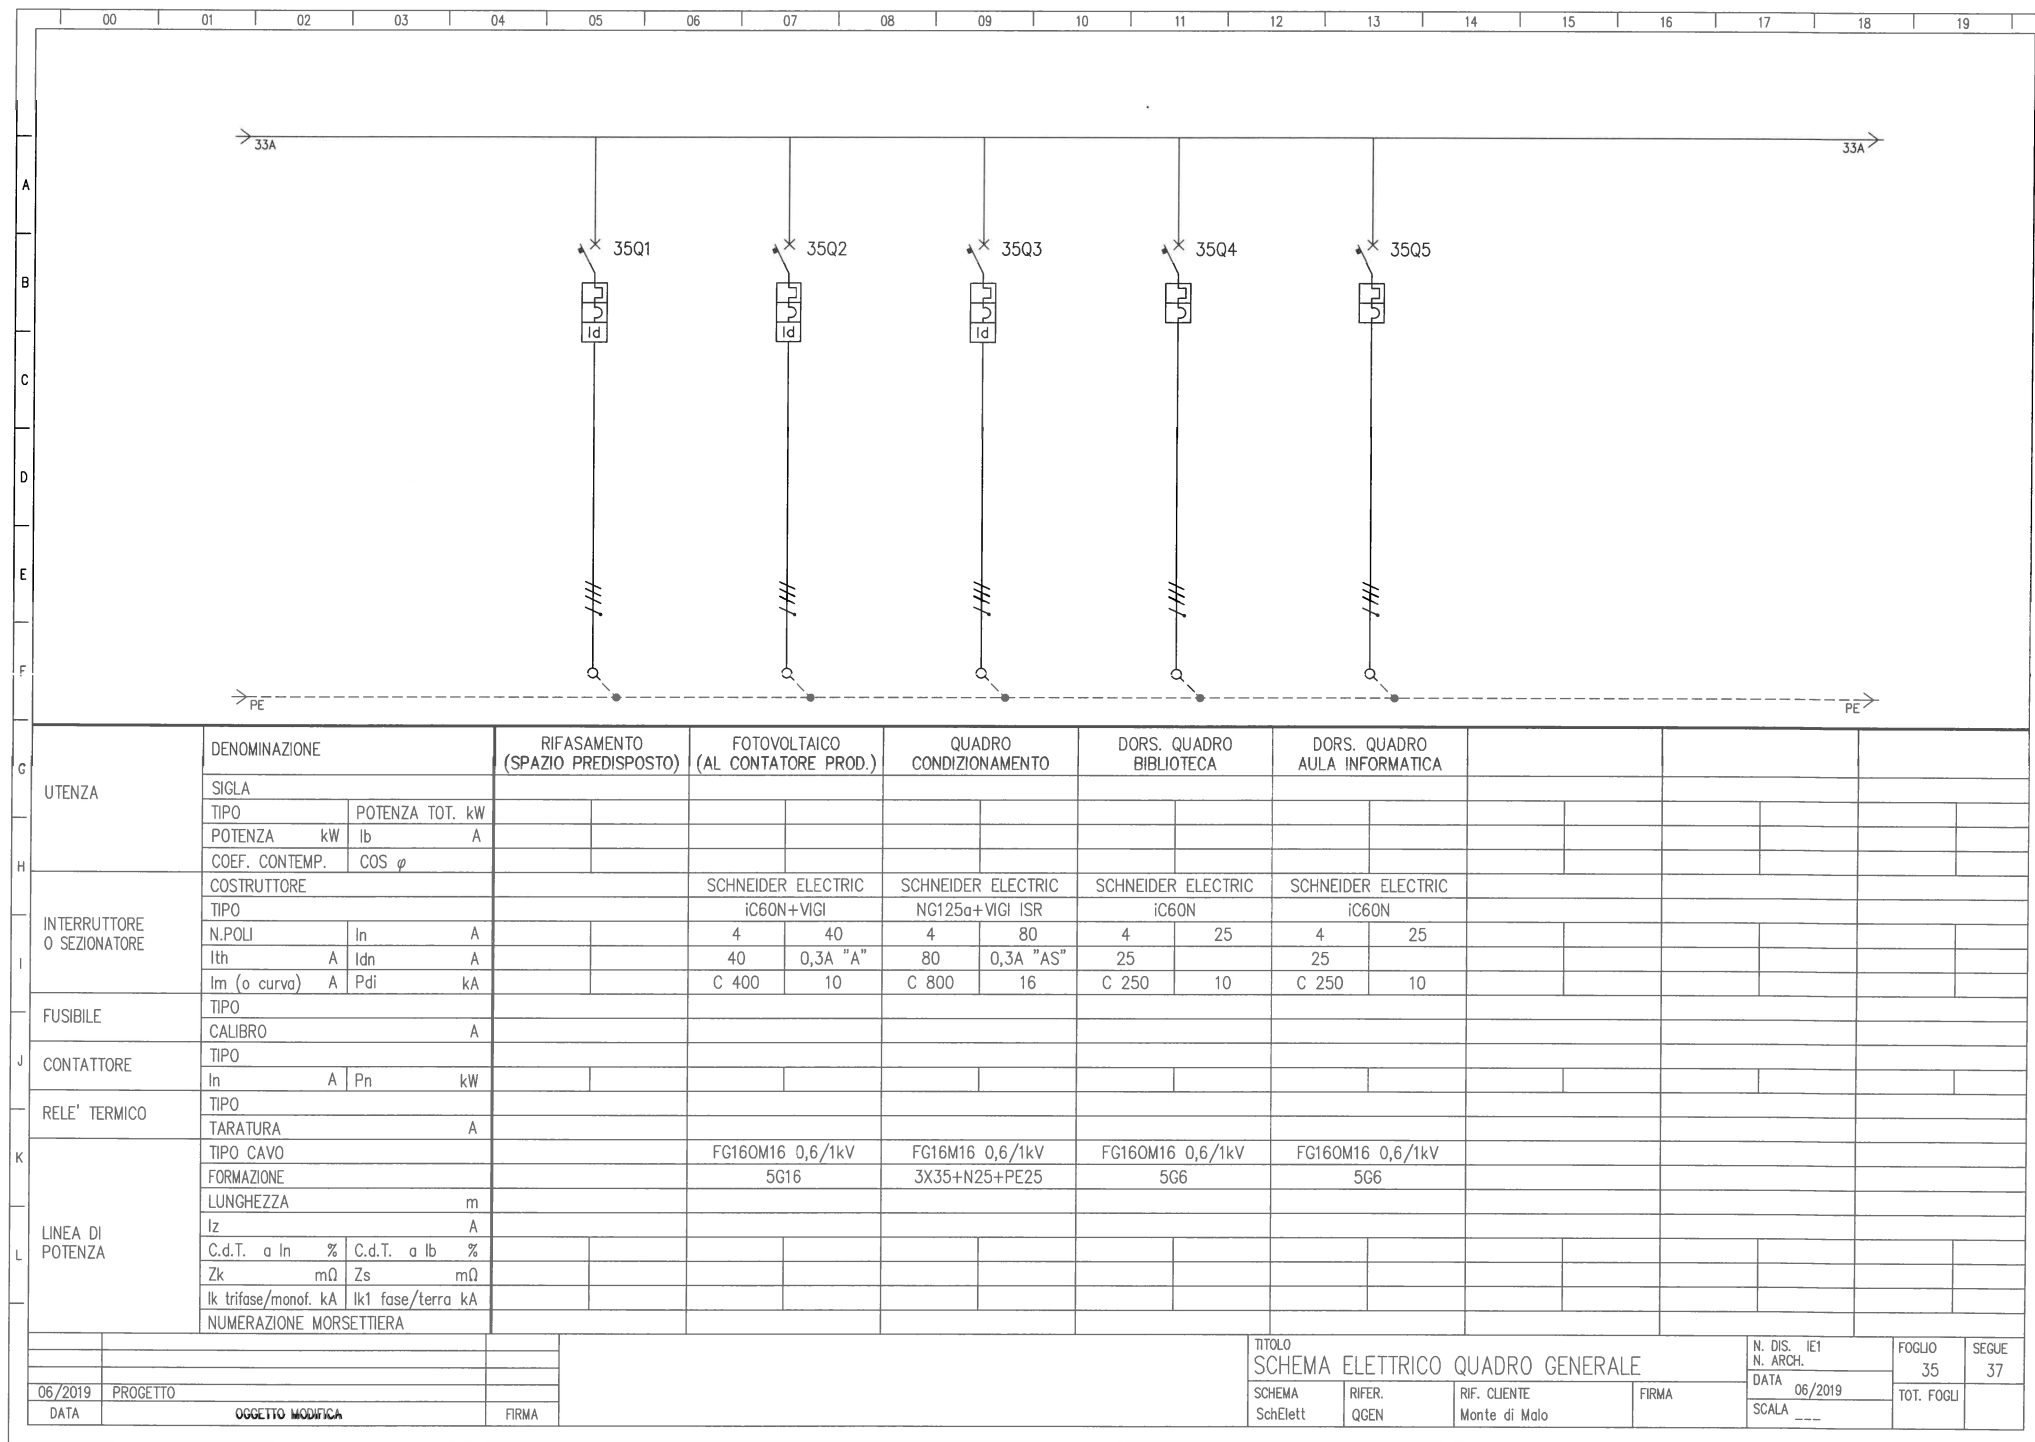 00 01 02 03 04 05 06 07 08 09 10 11 12 13 14 15 16 17 18 19
33A 33A
A
35Q1 35Q2 35Q3 35Q4 35Q5
B
Id Id Id
C
D
E
F
PE PE
G
UTENZA
DENOMINAZIONE
RIFASAMENTO
(SPAZIO PREDISPOSTO)
FOTOVOLTAICO
(AL CONTATORE PROD.)
QUADRO
CONDIZIONAMENTO
DORS. QUADRO
BIBLIOTECA
DORS. QUADRO
AULA INFORMATICA
SIGLA
TIPO POTENZA TOT. kW
POTENZA kW Ib A
H
COEF. CONTEMP. COS φ
INTERRUTTORE
O SEZIONATORE
COSTRUTTORE SCHNEIDER ELECTRIC SCHNEIDER ELECTRIC SCHNEIDER ELECTRIC SCHNEIDER ELECTRIC
TIPO iC60N+VIGI NG125a+VIGI ISR iC60N iC60N
N.POLI In A 4 40 4 80 4 25 4 25
I
Ith A Idn A 40 0,3A "A" 80 0,3A "AS" 25 25
Im (o curva) A Pdi kA C 400 10 C 800 16 C 250 10 C 250 10
FUSIBILE
TIPO
CALIBRO A
J
CONTATTORE
TIPO
In A Pn kW
RELE' TERMICO
TIPO
TARATURA A
K
LINEA DI
POTENZA
TIPO CAVO FG16OM16 0,6/1kV FG16M16 0,6/1kV FG16OM16 0,6/1kV FG16OM16 0,6/1kV
FORMAZIONE 5G16 3X35+N25+PE25 5G6 5G6
LUNGHEZZA m
Iz A
L
C.d.T. a In % C.d.T. a Ib %
Zk mΩ Zs mΩ
Ik trifase/monof. kA Ik1 fase/terra kA
NUMERAZIONE MORSETTIERA
06/2019 PROGETTO
DATA OGGETTO MODIFICA FIRMA
TITOLO
SCHEMA ELETTRICO QUADRO GENERALE
SCHEMA
SchElett
RIFER.
QGEN
RIF. CLIENTE
Monte di Malo
FIRMA
N. DIS. IE1
N. ARCH.
DATA
06/2019
SCALA ---
FOGLIO
35
SEGUE
37
TOT. FOGLI